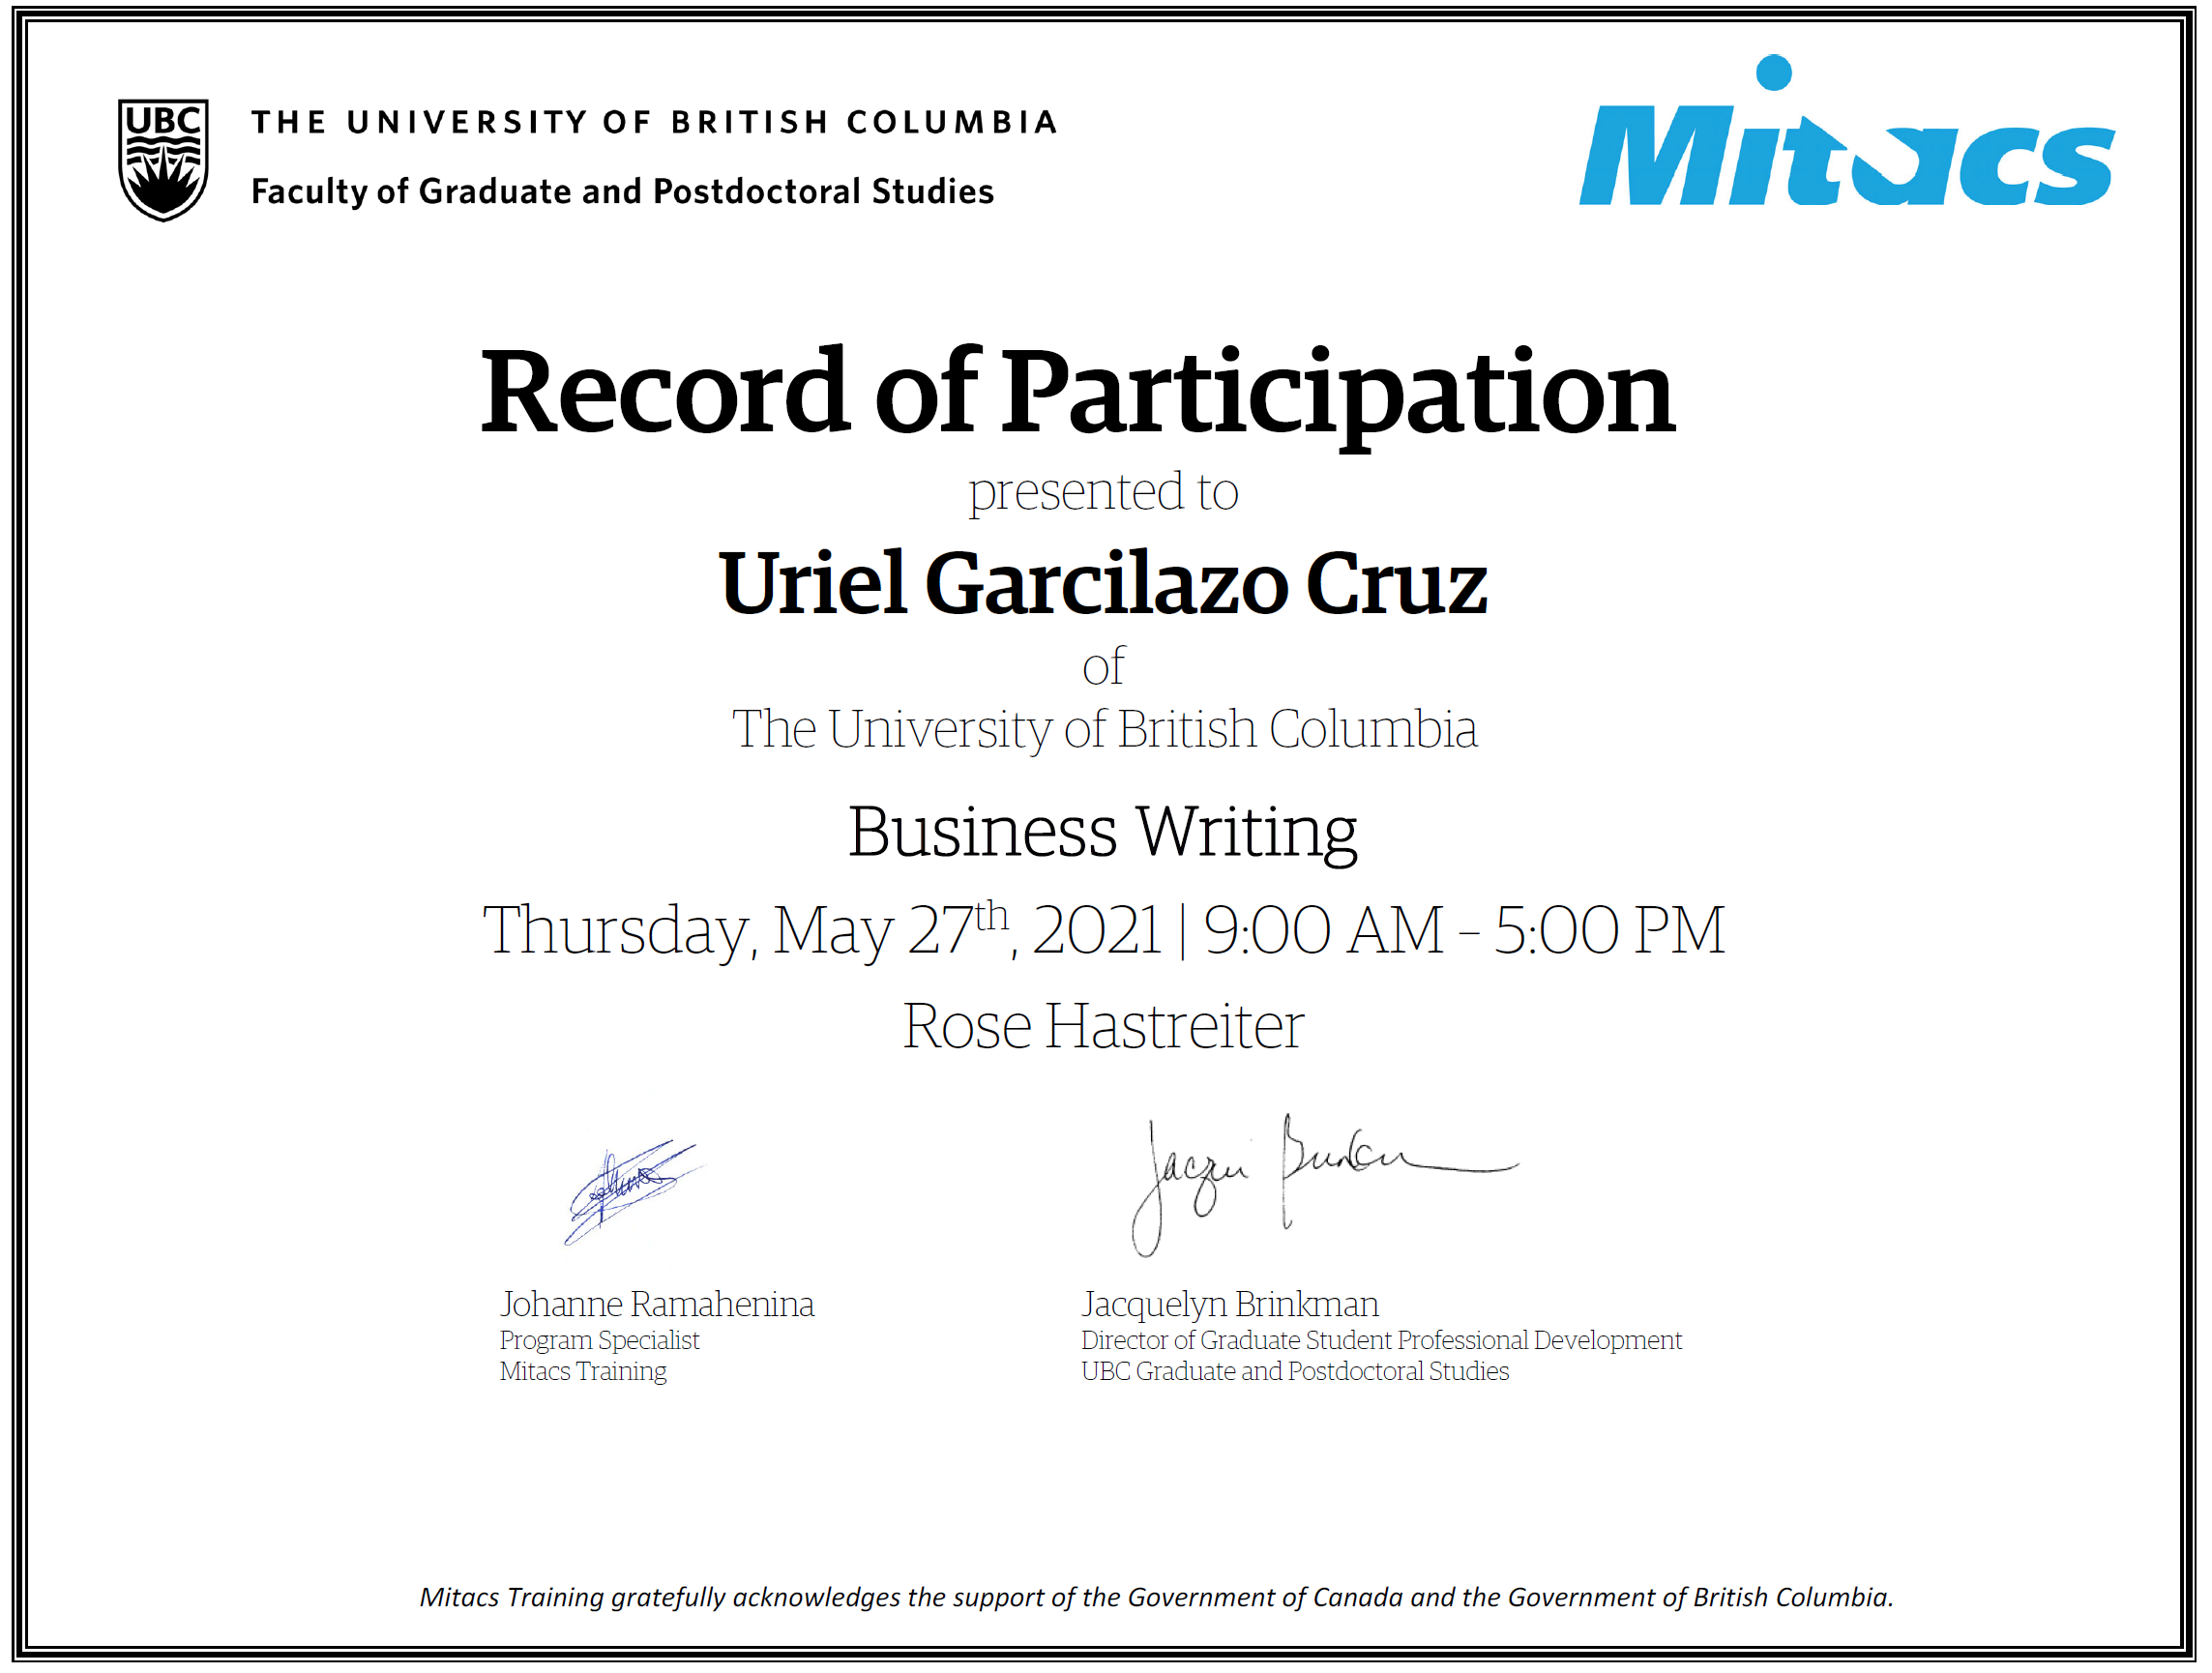 UBC
THE UNIVERSITY OF BRITISH COLUMBIA
Faculty of Graduate and Postdoctoral Studies
Mitacs
Record of Participation
presented to
Uriel Garcilazo Cruz
of
The University of British Columbia
Business Writing
Thursday, May 27th, 2021 | 9:00 AM – 5:00 PM
Rose Hastreiter
Jacqui Brinkman
Johanne Ramahenina
Program Specialist
Mitacs Training
Jacquelyn Brinkman
Director of Graduate Student Professional Development
UBC Graduate and Postdoctoral Studies
Mitacs Training gratefully acknowledges the support of the Government of Canada and the Government of British Columbia.